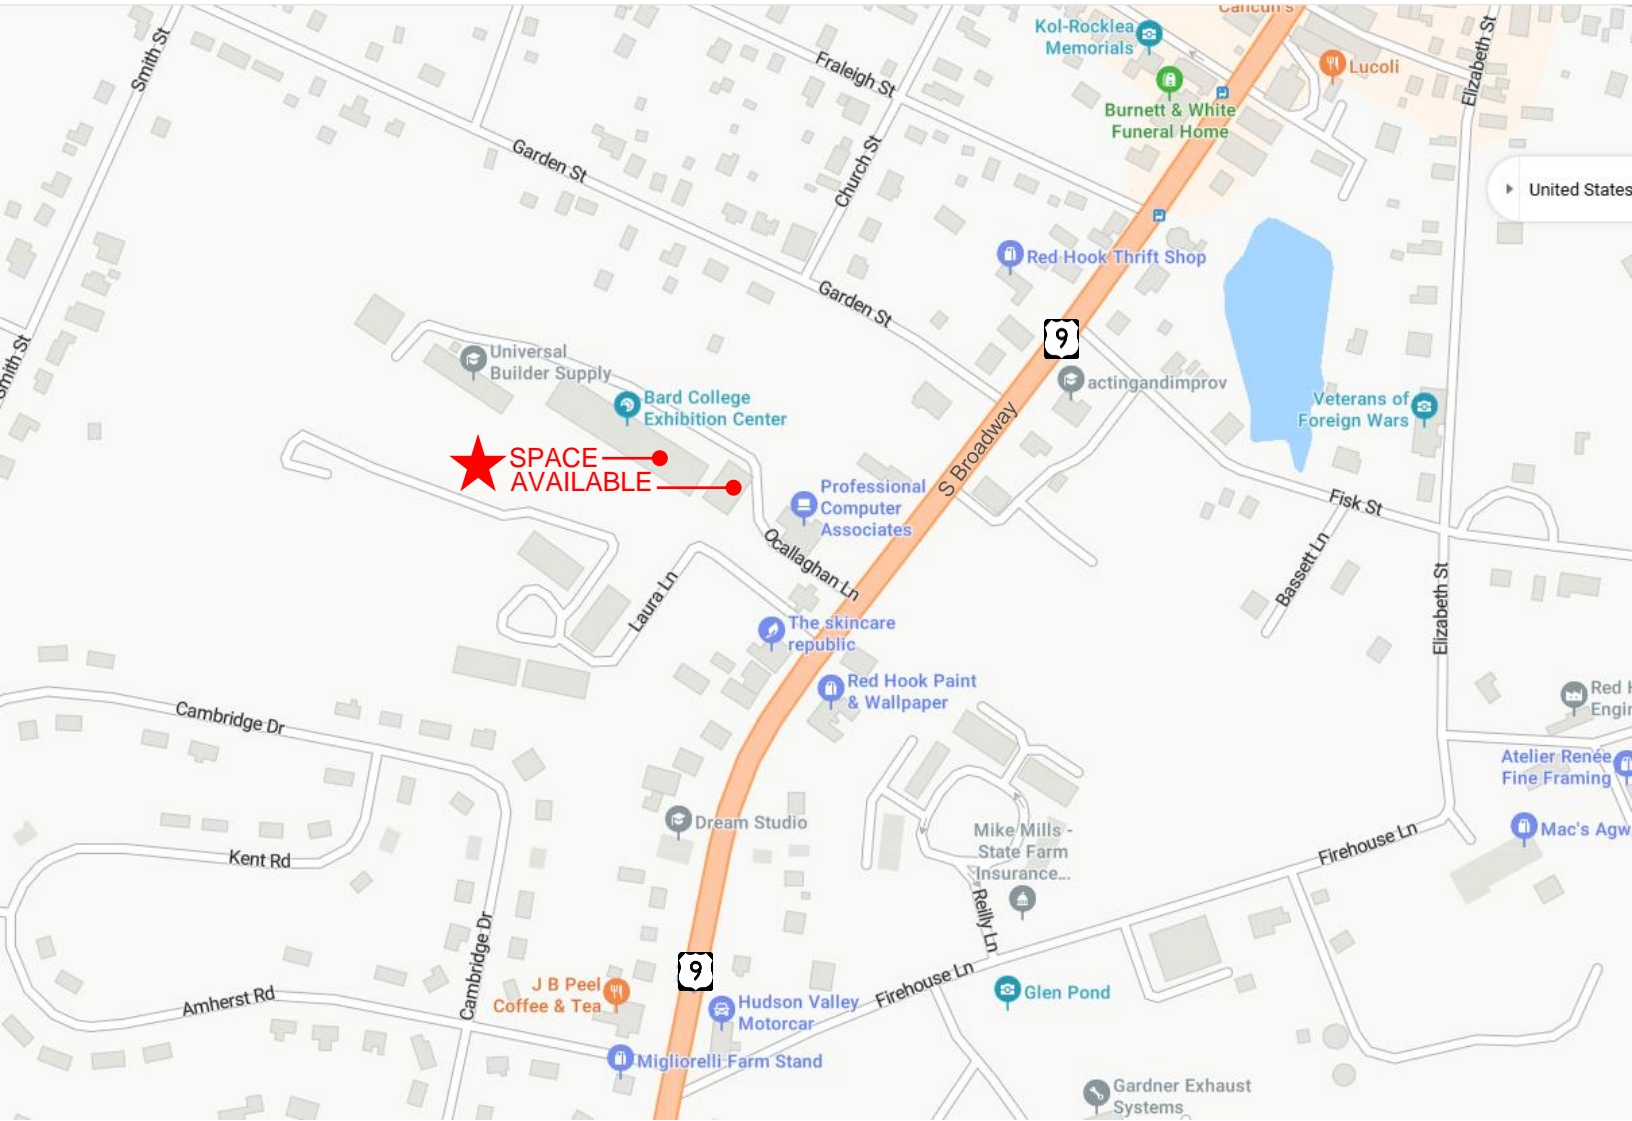 Cancun's
Kol-Rocklea
Memorials
Smith St
Fraleigh St
Lucoli
Elizabeth St
Burnett & White
Funeral Home
Garden St
Church St
United States
Red Hook Thrift Shop
Garden St
9
Smith St
Universal
Builder Supply
actingandimprov
Bard College
Exhibition Center
Veterans of
Foreign Wars
S Broadway
SPACE
AVAILABLE
Professional
Computer
Associates
Fisk St
Ocallaghan Ln
Bassett Ln
Laura Ln
Elizabeth St
The skincare
republic
Red Hook Paint
& Wallpaper
Red H
Engir
Cambridge Dr
Atelier Renée
Fine Framing
Dream Studio
Mike Mills -
State Farm
Insurance...
Mac's Agw
Firehouse Ln
Kent Rd
Reilly Ln
Cambridge Dr
9
Firehouse Ln
J B Peel
Coffee & Tea
Glen Pond
Amherst Rd
Hudson Valley
Motorcar
Migliorelli Farm Stand
Gardner Exhaust
Systems